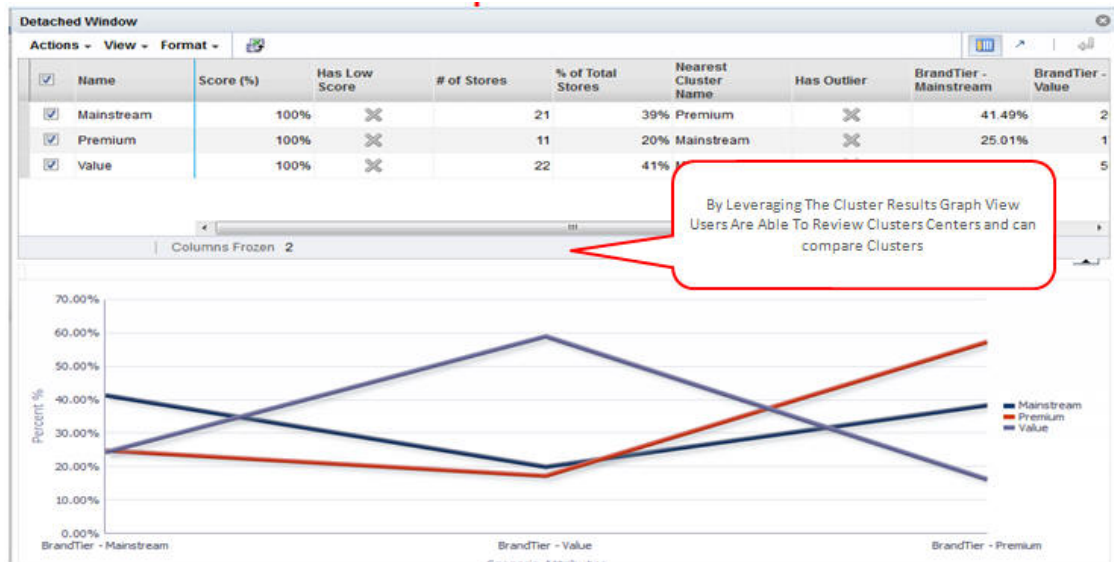 Detached Window
Actions View Format
Name Score (%) Has Low Score # of Stores % of Total Stores Nearest Cluster Name Has Outlier BrandTier - Mainstream BrandTier - Value
Mainstream 100% 21 39% Premium 41.49% 2
Premium 100% 11 20% Mainstream 25.01% 1
Value 100% 22 41% 5
By Leveraging The Cluster Results Graph View
Users Are Able To Review Clusters Centers and can
compare Clusters
Columns Frozen 2
70.00%
60.00%
50.00%
40.00%
30.00%
20.00%
10.00%
0.00%
Percent %
Mainstream
Premium
Value
BrandTier - Mainstream BrandTier - Value BrandTier - Premium